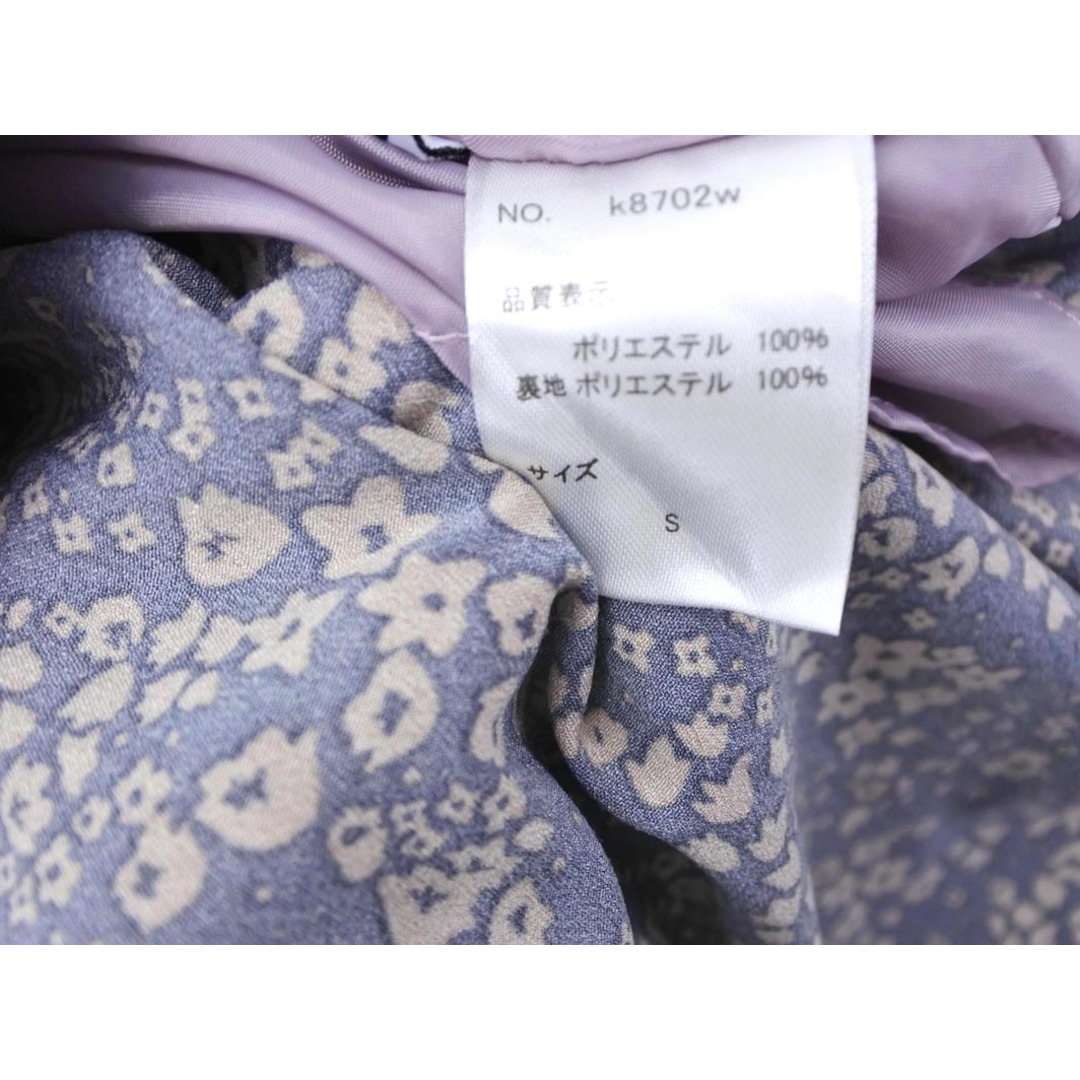 NO. k8702w
品質表示
ポリエステル 100%
裏地 ポリエステル 100%
サイズ
S